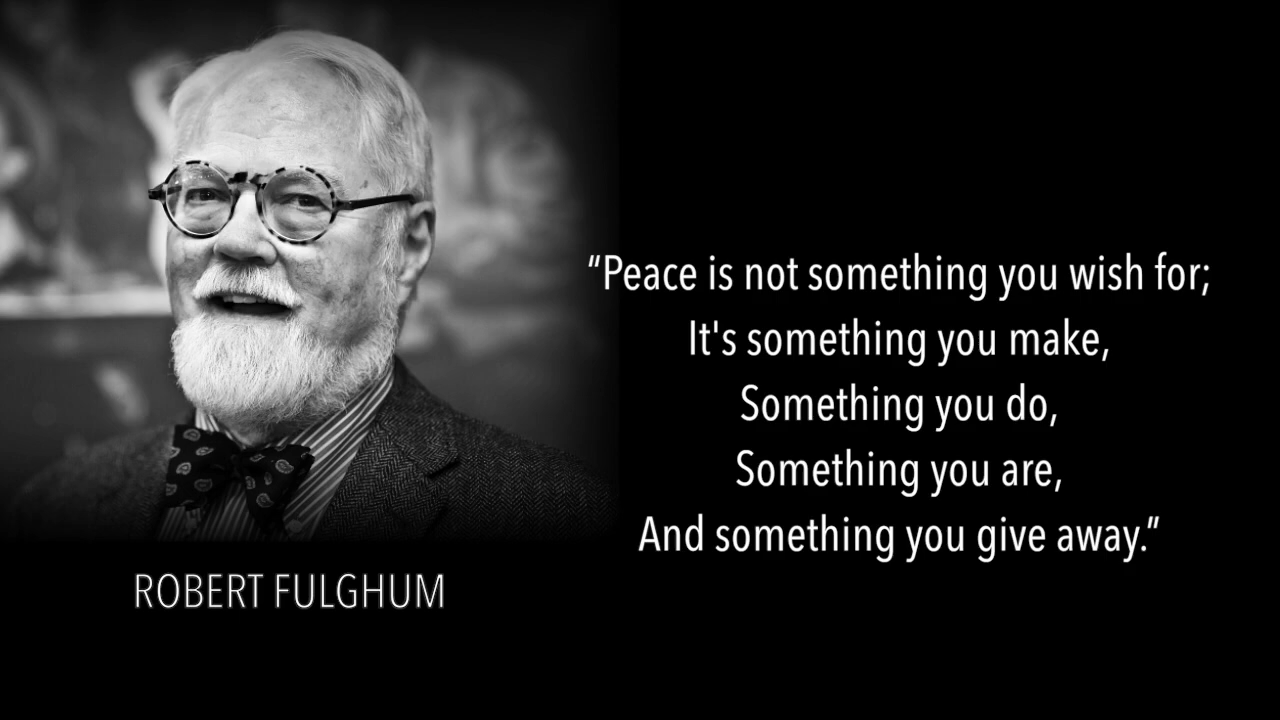 “Peace is not something you wish for;
It's something you make,
Something you do,
Something you are,
And something you give away.”
ROBERT FULGHUM